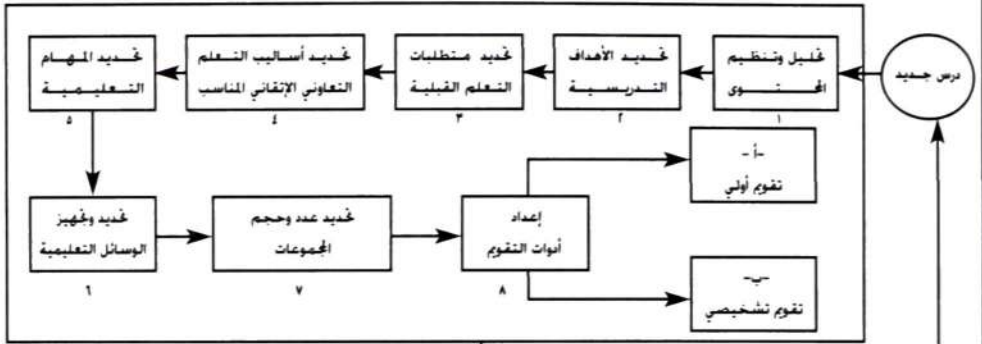 درس جديد
تحليل وتنظيم
المحتوى
١
تحديد الأهداف
التدريسية
٢
تحديد متطلبات
التعلم القبلية
٣
تحديد أساليب التعلم
التعاوني الإتقاني المناسب
٤
تحديد المهام
التعليمية
٥
تحديد وتجهيز
الوسائل التعليمية
٦
تحديد عدد وحجم
المجموعات
٧
إعداد
أدوات التقويم
٨
-أ-
تقويم أولي
-ب-
تقويم تشخيصي